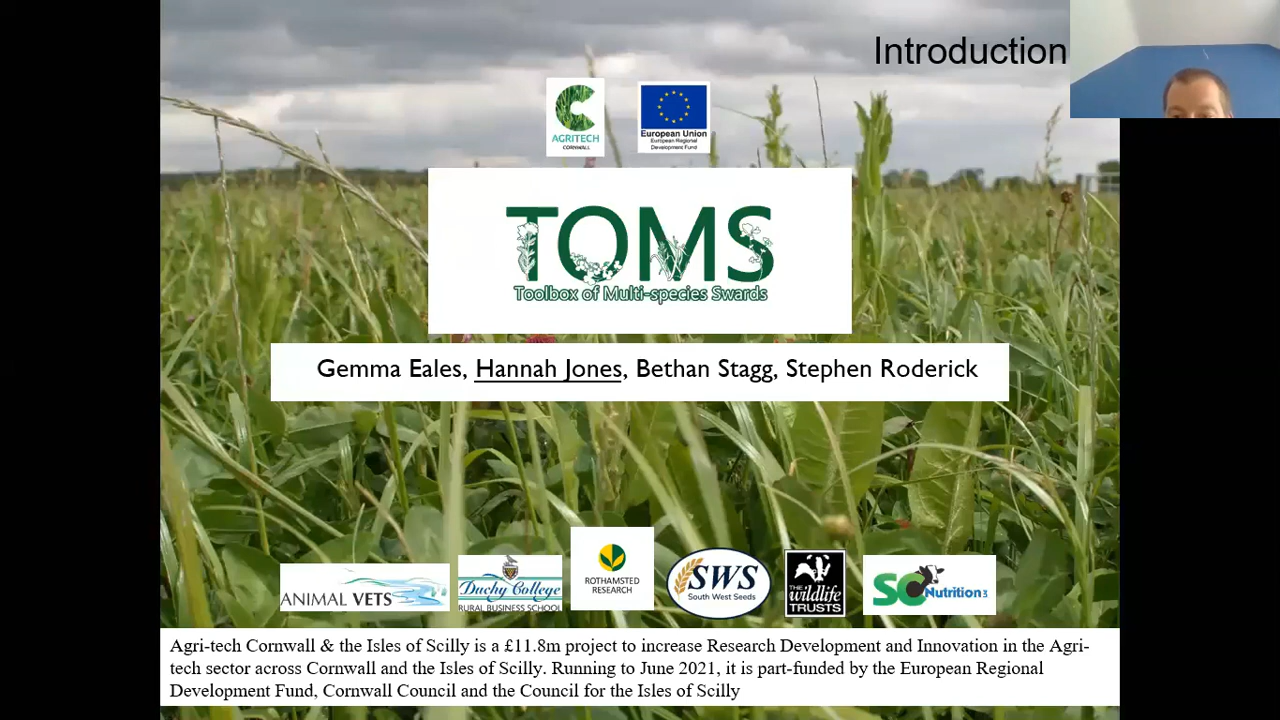 Introduction
AGRITECH
CORNWALL
European Union
European Regional
Development Fund
TOMS
Toolbox of Multi-species Swards
Gemma Eales, Hannah Jones, Bethan Stagg, Stephen Roderick
ANIMAL VETS
Duchy College
RURAL BUSINESS SCHOOL
ROTHAMSTED
RESEARCH
SWS
South West Seeds
THE
wildlife
TRUSTS
SC
Nutrition
Agri-tech Cornwall & the Isles of Scilly is a £11.8m project to increase Research Development and Innovation in the Agri-
tech sector across Cornwall and the Isles of Scilly. Running to June 2021, it is part-funded by the European Regional
Development Fund, Cornwall Council and the Council for the Isles of Scilly